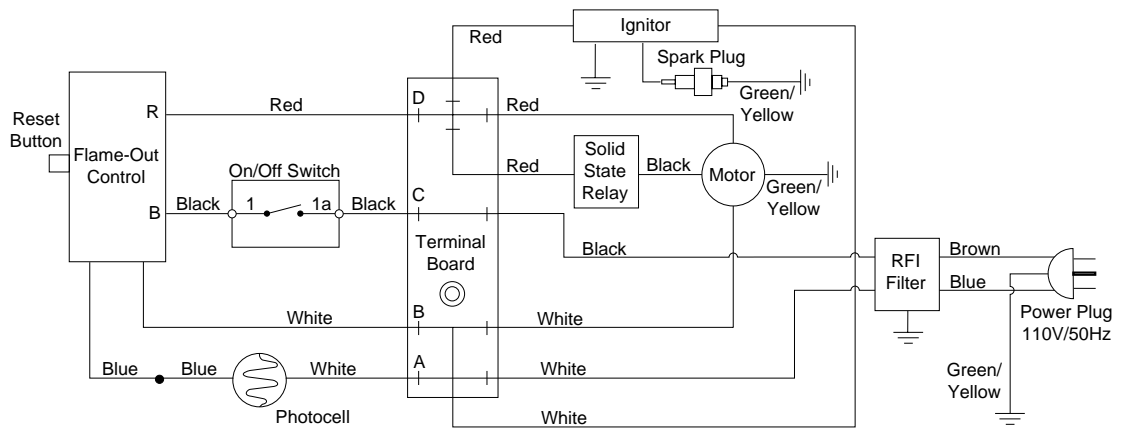 Ignitor
Red
Spark Plug
Green/
Yellow
D
R
Red
Red
Reset
Button
Flame-Out
Control
Solid
State
Relay
Red
Black
Motor
Green/
Yellow
On/Off Switch
C
Black
1
1a
Black
B
Terminal
Board
Black
RFI
Filter
Brown
Blue
Power Plug
110V/50Hz
White
B
White
Blue
Blue
White
A
White
Photocell
Green/
Yellow
White